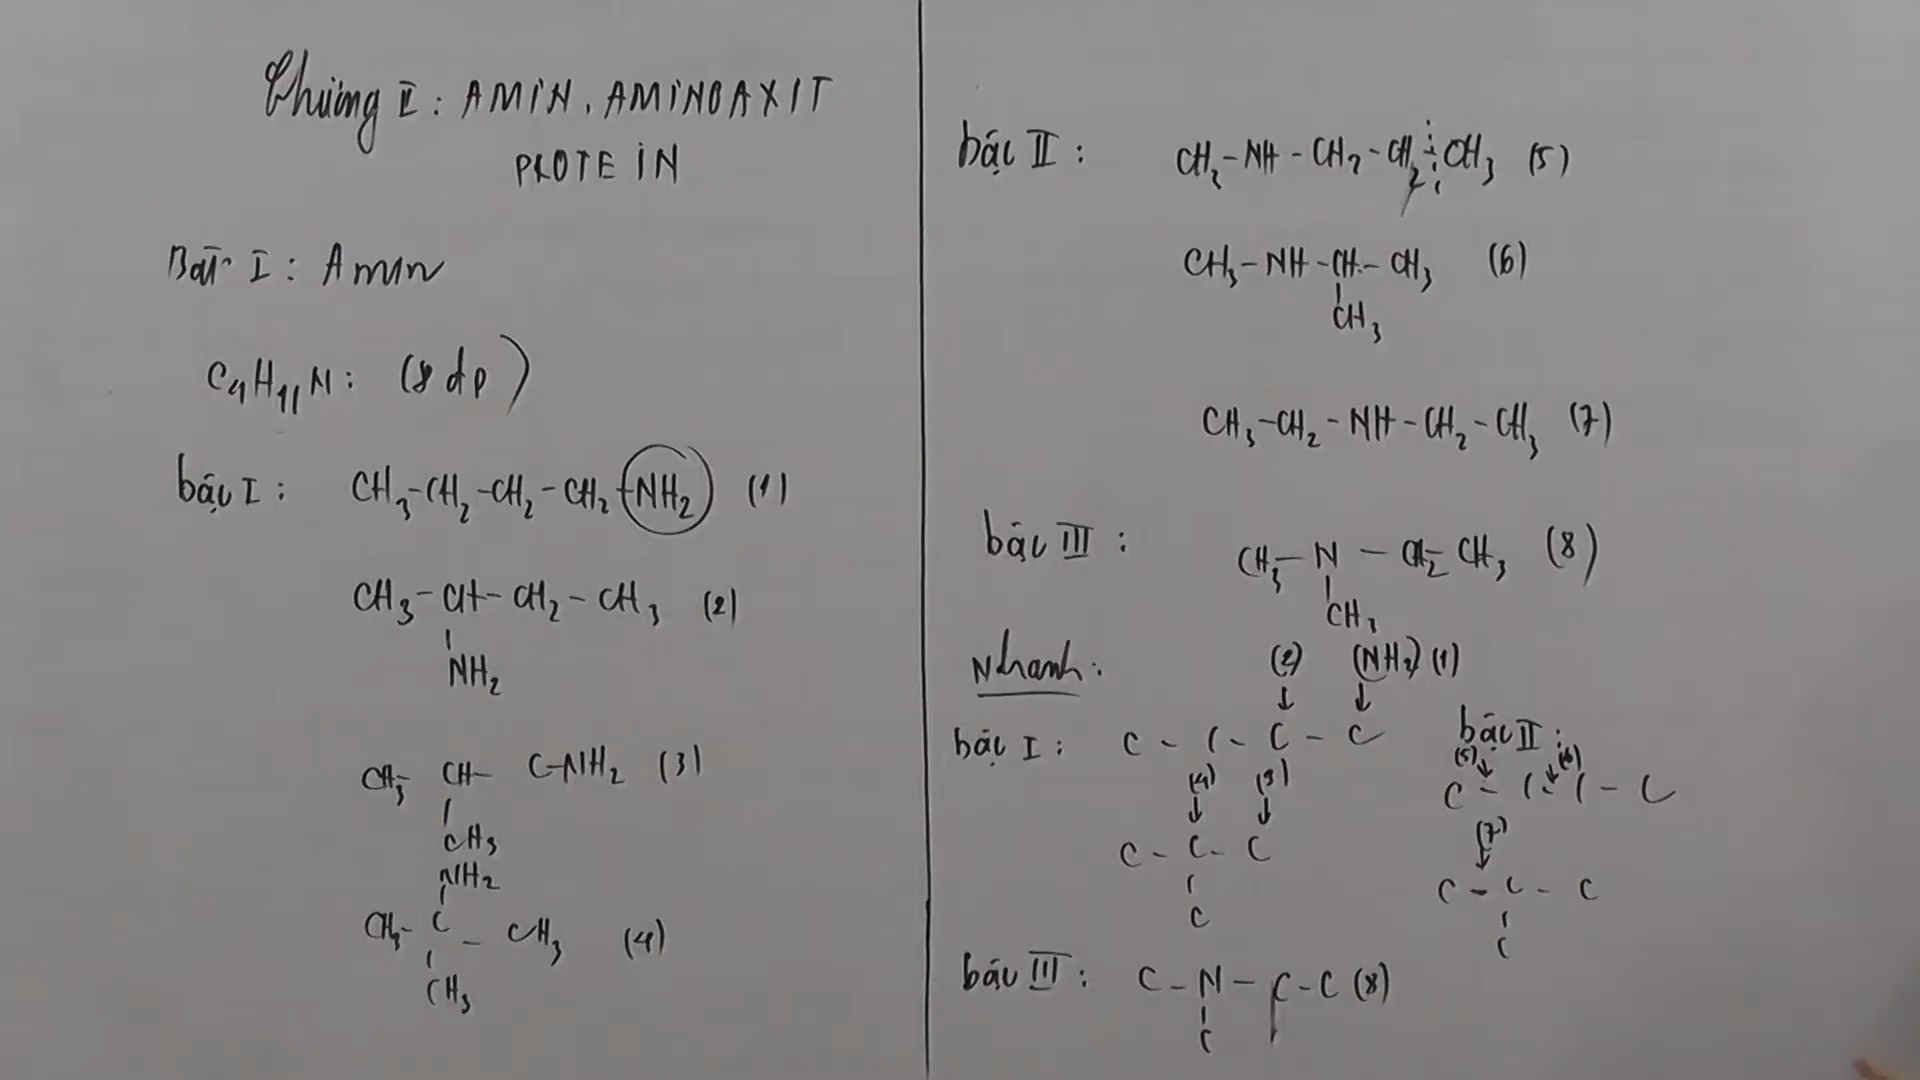 Chương II: AMIN, AMINOAXIT
PROTEIN
Bài I: Amin
C4H11N: (8 đp)
bậc I: CH3-CH2-CH2-CH2-NH2 (1)
CH3-CH-CH2-CH3 (2)
NH2
CH3-CH-C-NH2 (3)
CH3
NH2
CH3-C-CH3 (4)
CH3
bậc II: CH3-NH-CH2-CH2-CH3 (5)
CH3-NH-CH-CH3 (6)
CH3
CH3-CH2-NH-CH2-CH3 (7)
bậc III: CH3-N-CH2-CH3 (8)
CH3
Nhanh:
(2) (NH2) (1)
↓ ↓
bậc I: C-C-C-C
(4) (3)
↓ ↓
C-C-C
C
bậc II:
(5) (6)
C-C-C-C
(7)
↓
C-C-C
C
bậc III: C-N-C-C (8)
C